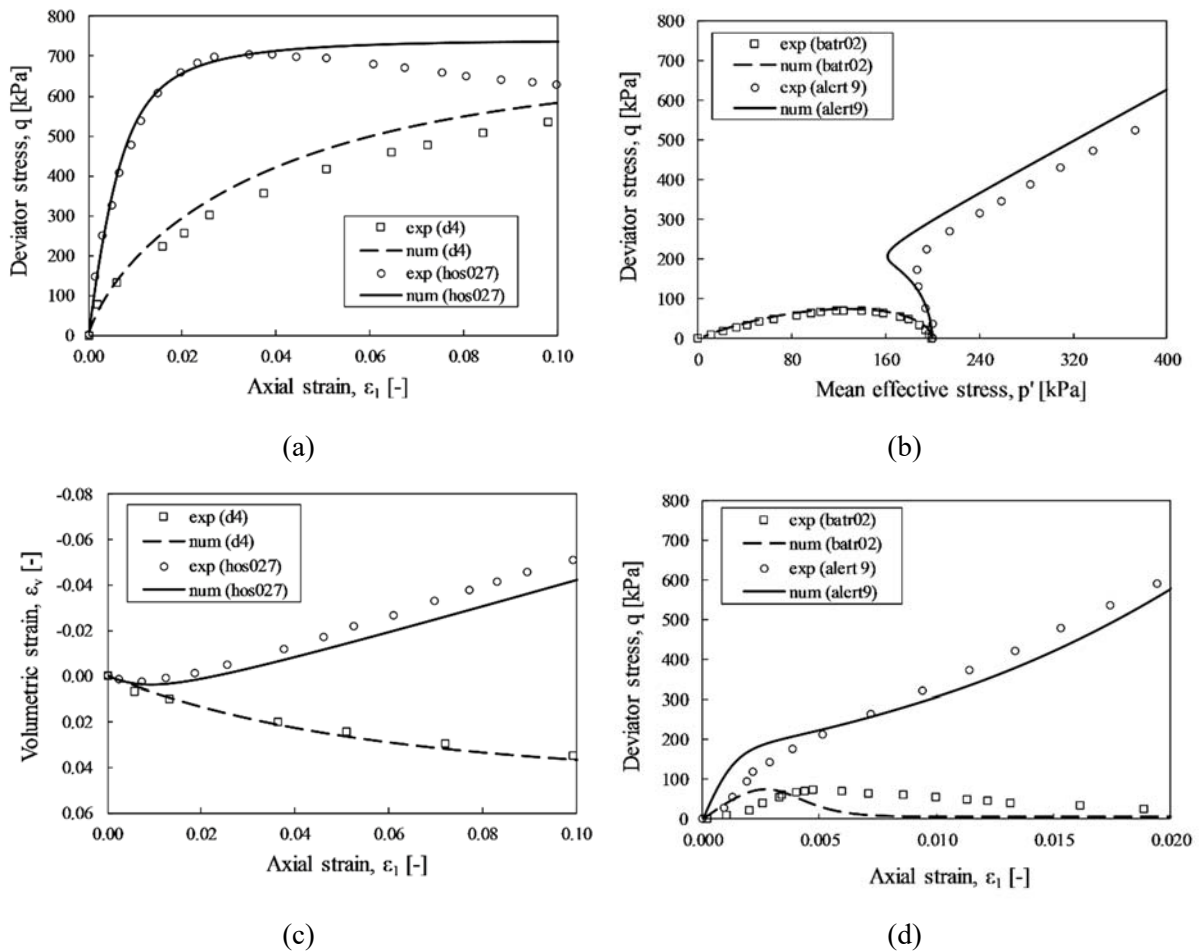 800
700
600
500
400
300
200
100
0
Deviator stress, q [kPa]
exp (d4)
num (d4)
exp (hos027)
num (hos027)
0.00 0.02 0.04 0.06 0.08 0.10
Axial strain, ε1 [-]
(a)
800
700
600
500
400
300
200
100
0
Deviator stress, q [kPa]
exp (batr02)
num (batr02)
exp (alert 9)
num (alert9)
0 80 160 240 320 400
Mean effective stress, p' [kPa]
(b)
-0.08
-0.06
-0.04
-0.02
0.00
0.02
0.04
0.06
Volumetric strain, εv [-]
exp (d4)
num (d4)
exp (hos027)
num (hos027)
0.00 0.02 0.04 0.06 0.08 0.10
Axial strain, ε1 [-]
(c)
800
700
600
500
400
300
200
100
0
Deviator stress, q [kPa]
exp (batr02)
num (batr02)
exp (alert 9)
num (alert9)
0.000 0.005 0.010 0.015 0.020
Axial strain, ε1 [-]
(d)